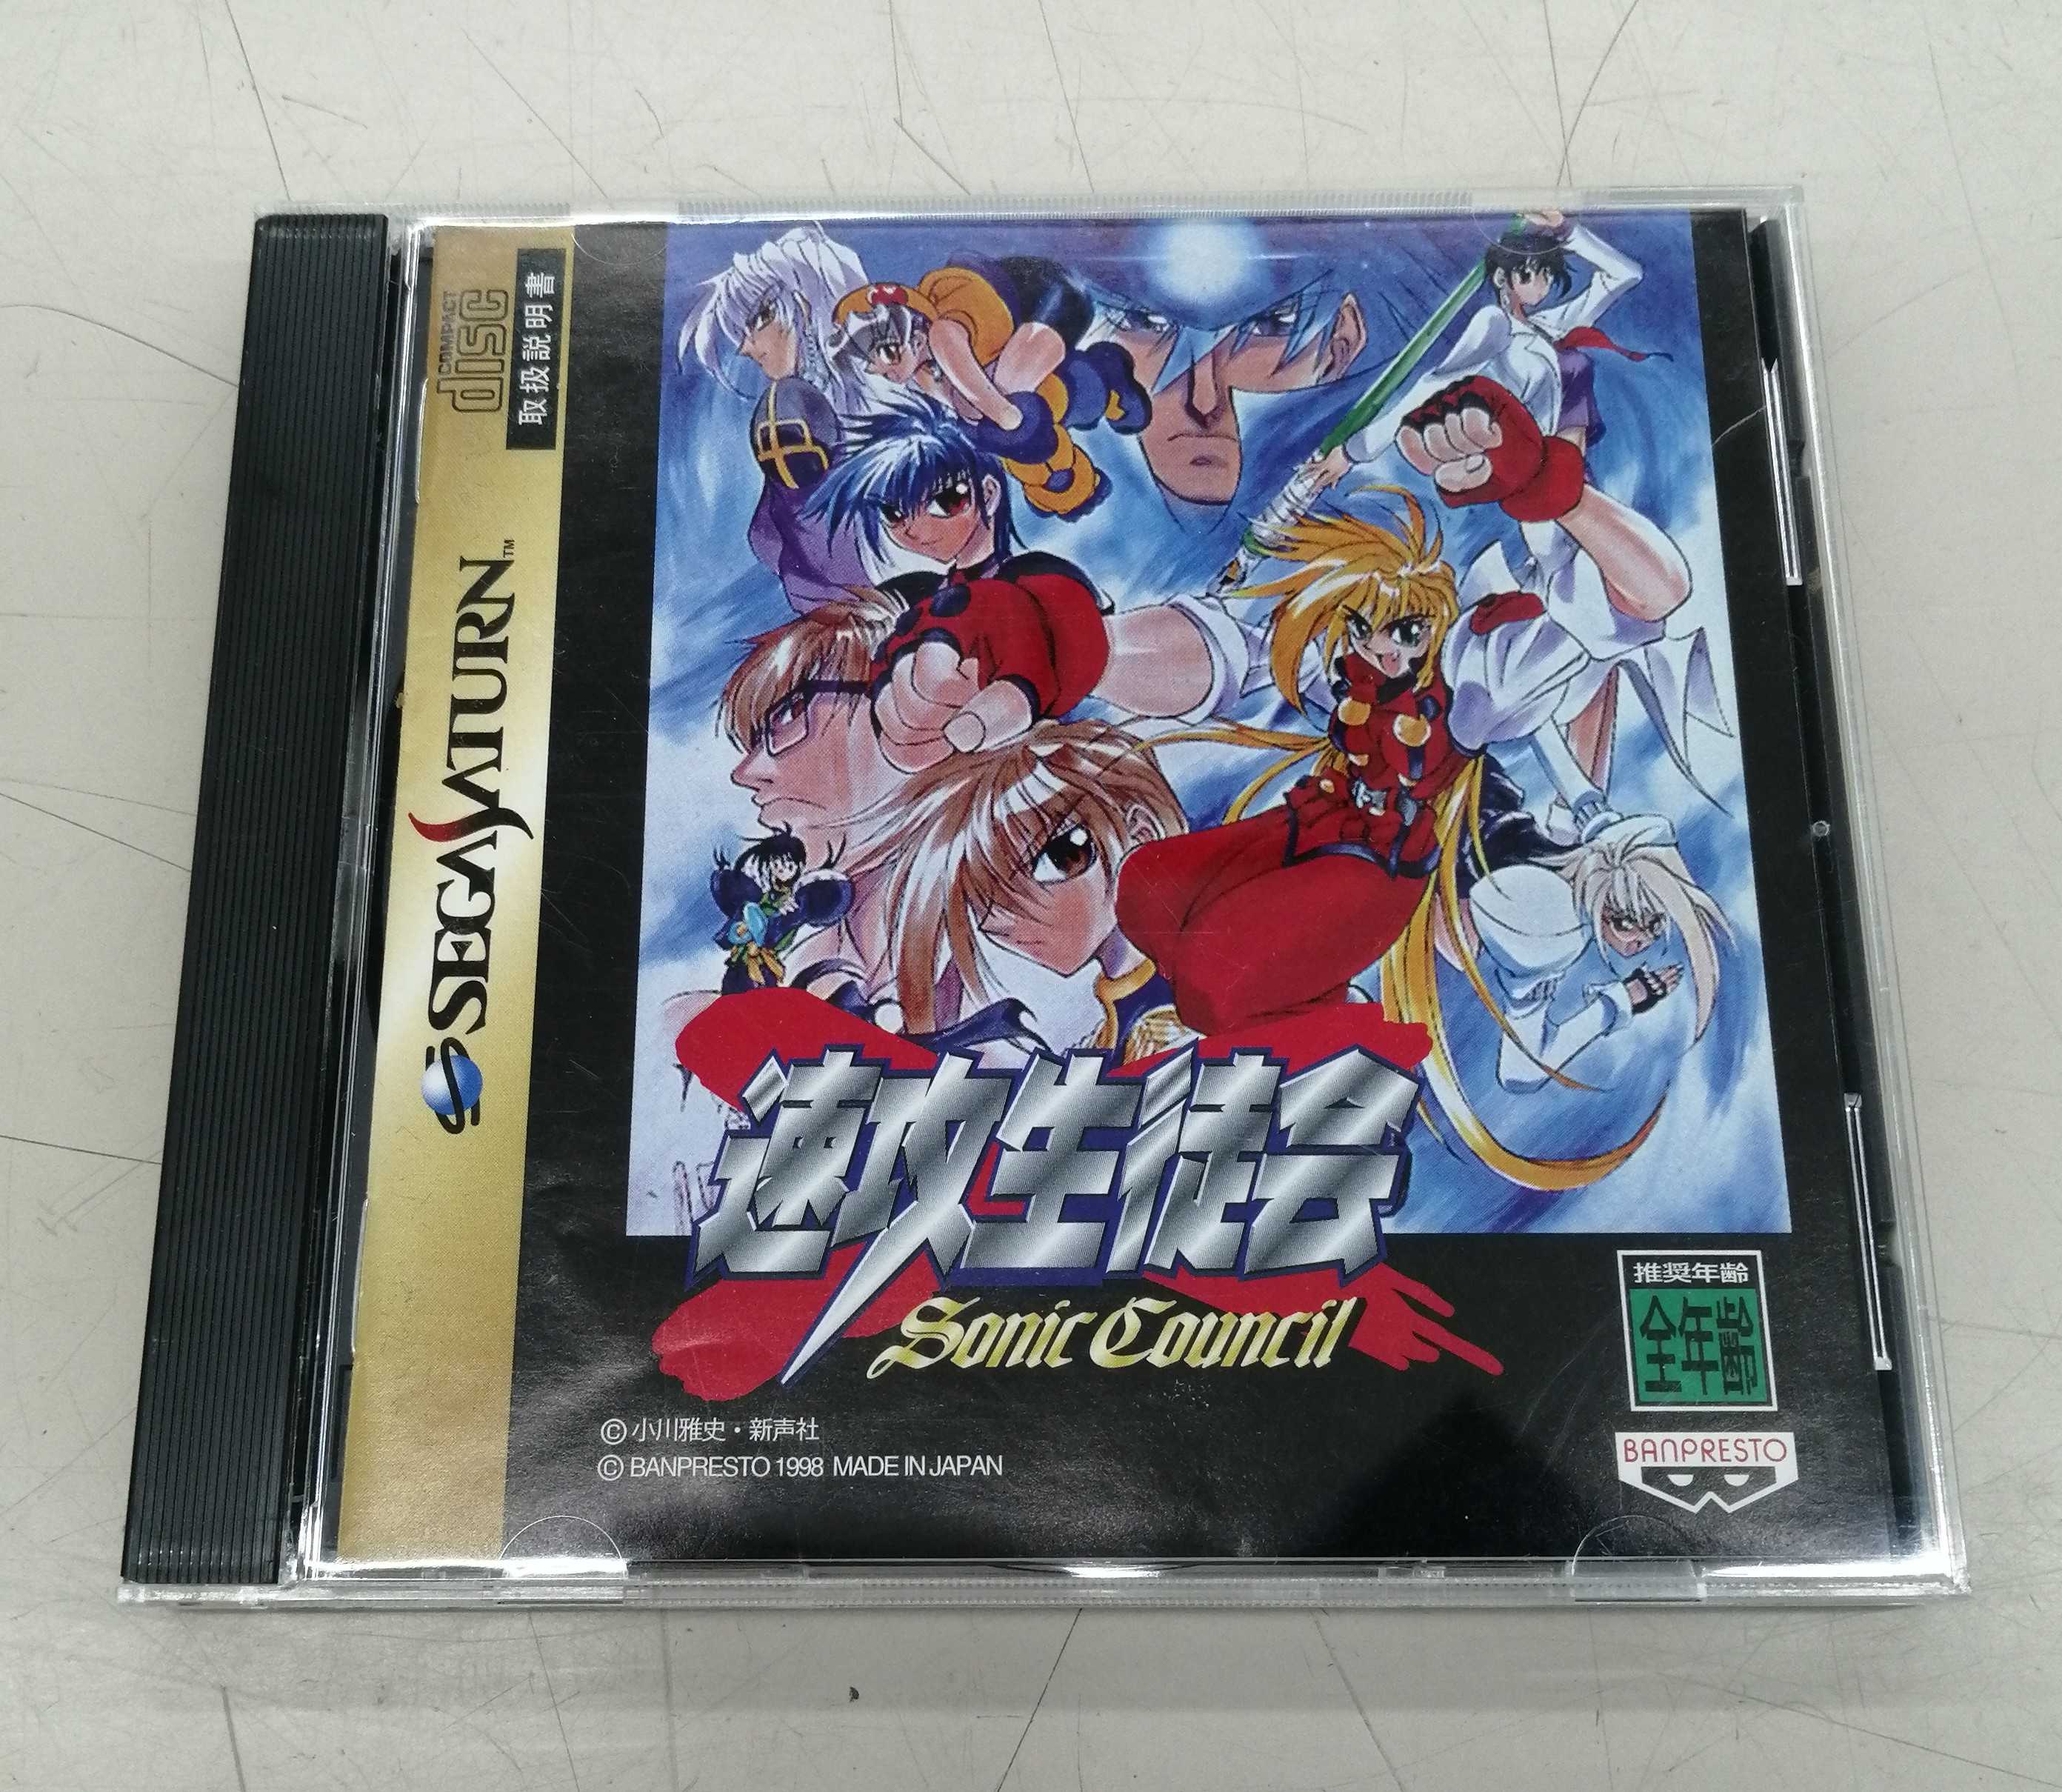 COMPACT
disc
取扱説明書
SEGA SATURN™
速攻生徒会
Sonic Council
推奨年齢
全年齢
© 小川雅史・新声社
© BANPRESTO 1998 MADE IN JAPAN
BANPRESTO